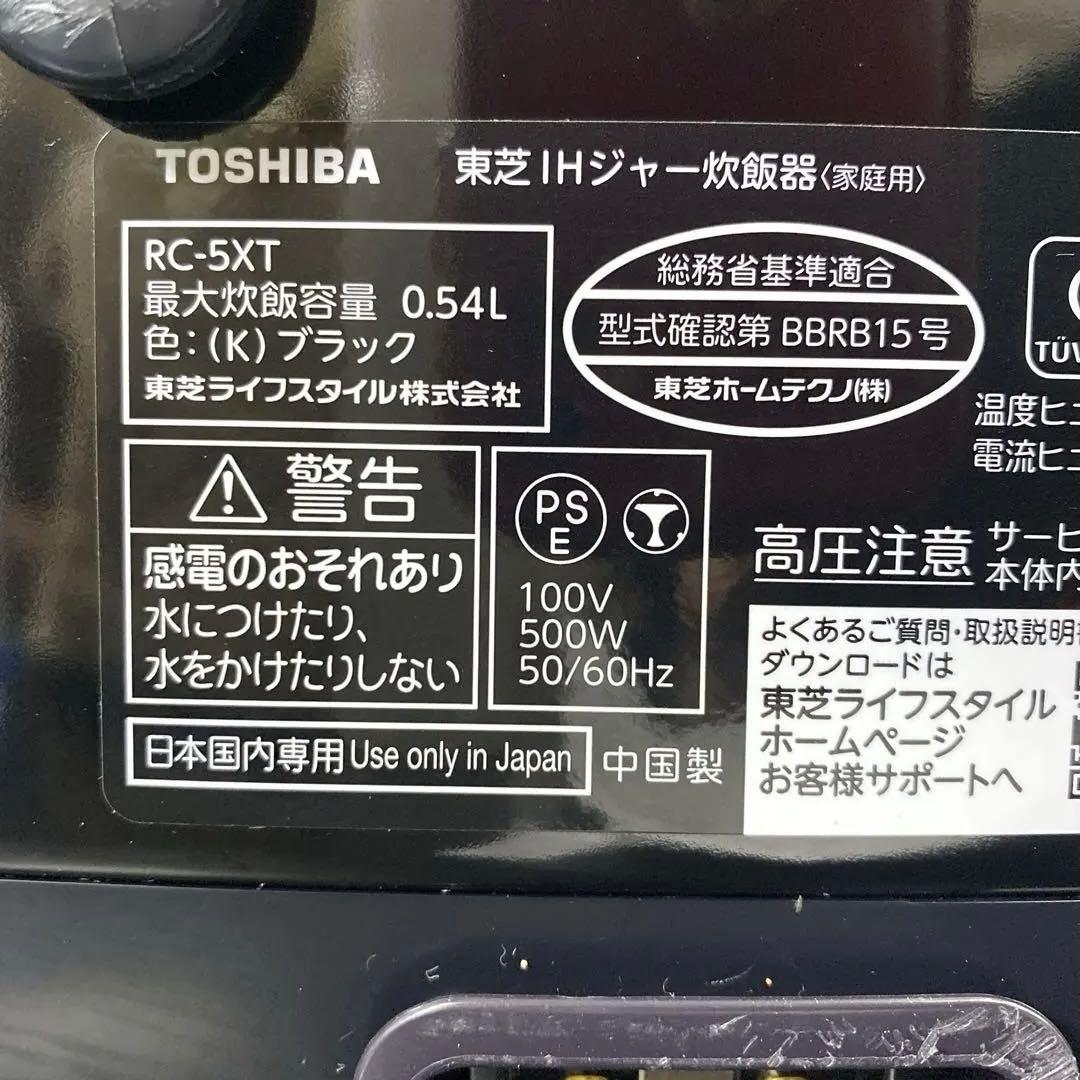 TOSHIBA 東芝IHジャー炊飯器〈家庭用〉
RC-5XT
最大炊飯容量 0.54L
色：(K) ブラック
東芝ライフスタイル株式会社
総務省基準適合
型式確認第 BBRB15号
東芝ホームテクノ(株)
TÜV
温度ヒュ
電流ヒュ
警告
感電のおそれあり
水につけたり、
水をかけたりしない
PS
E
100V
500W
50/60Hz
高圧注意
サービ
本体内
よくあるご質問・取扱説明
ダウンロードは
東芝ライフスタイル
ホームページ
お客様サポートへ
日本国内専用 Use only in Japan
中国製